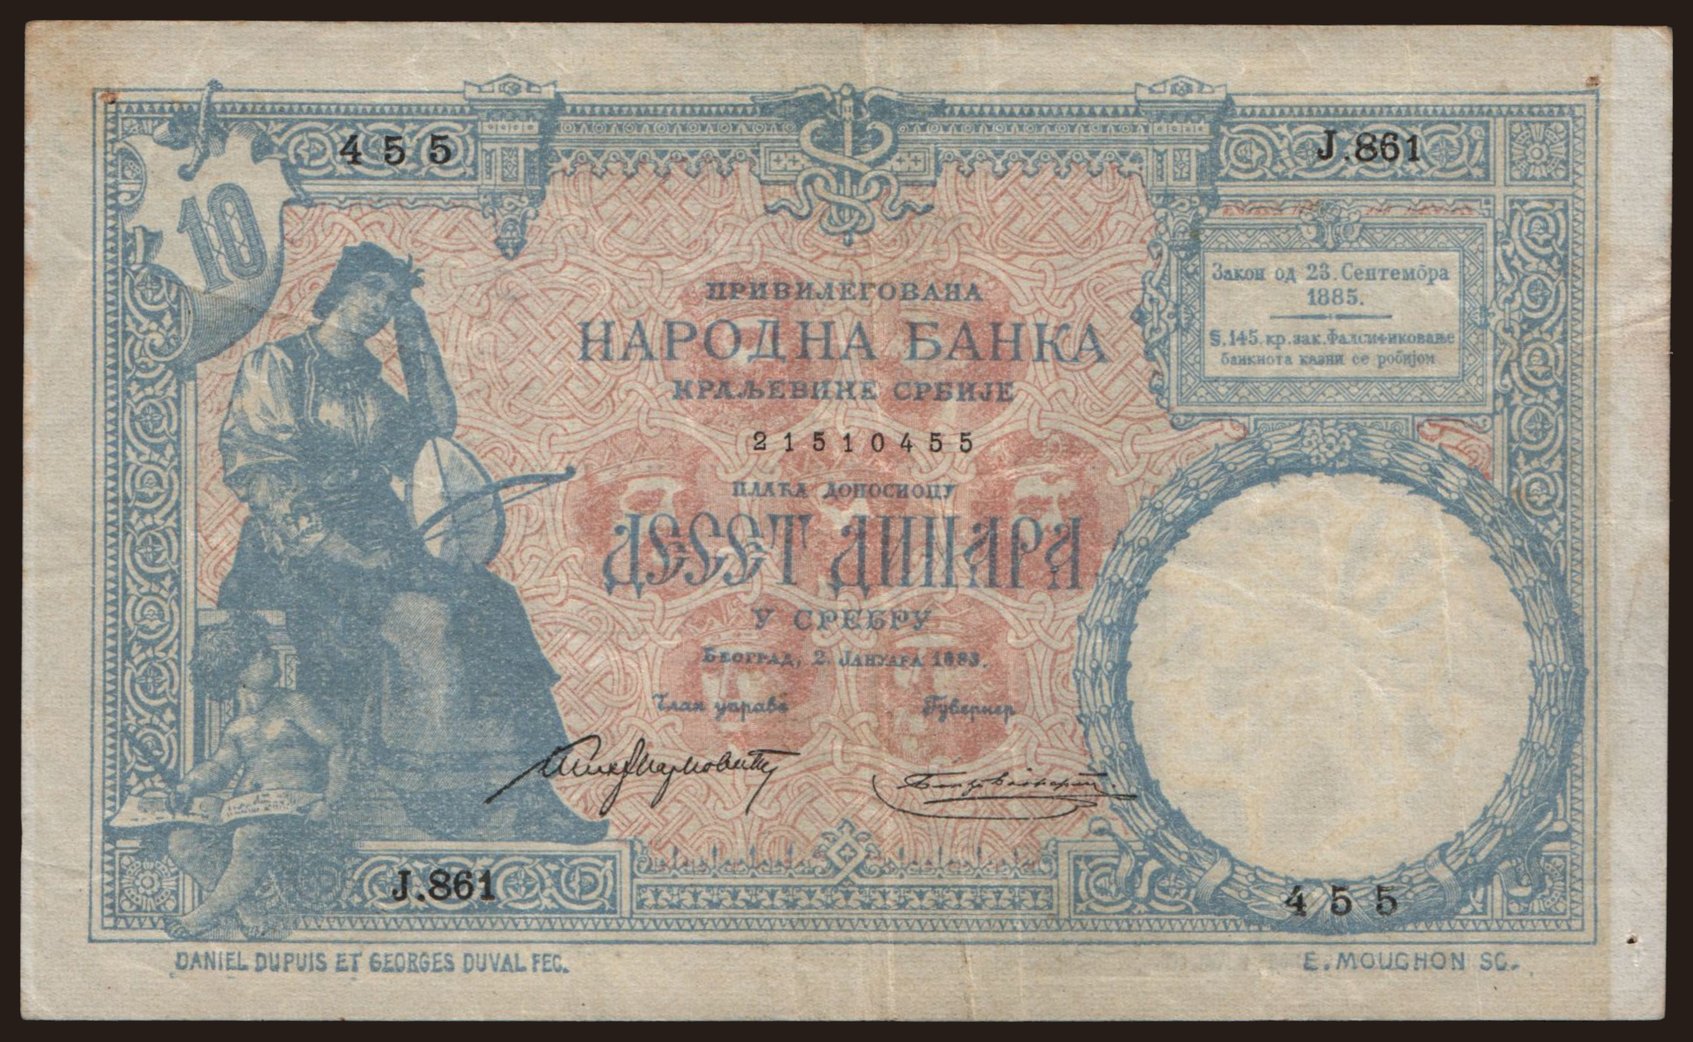 455
J.861
10
Закон од 23. Септембра
1885.
§.145. кр. зак. Фалсификовање
банкнота казни се робијом
ПРИВИЛЕГОВАНА
НАРОДНА БАНКА
КРАЉЕВИНЕ СРБИЈЕ
21510455
ПЛАЋА ДОНОСИОЦУ
ДЕСЕТ ДИНАРА
У СРЕБРУ
БЕОГРАД, 2. ЈАНУАРА 1893.
Члан управе
Гувернер
J.861
455
DANIEL DUPUIS ET GEORGES DUVAL FEC.
E. MOUCHON SC.